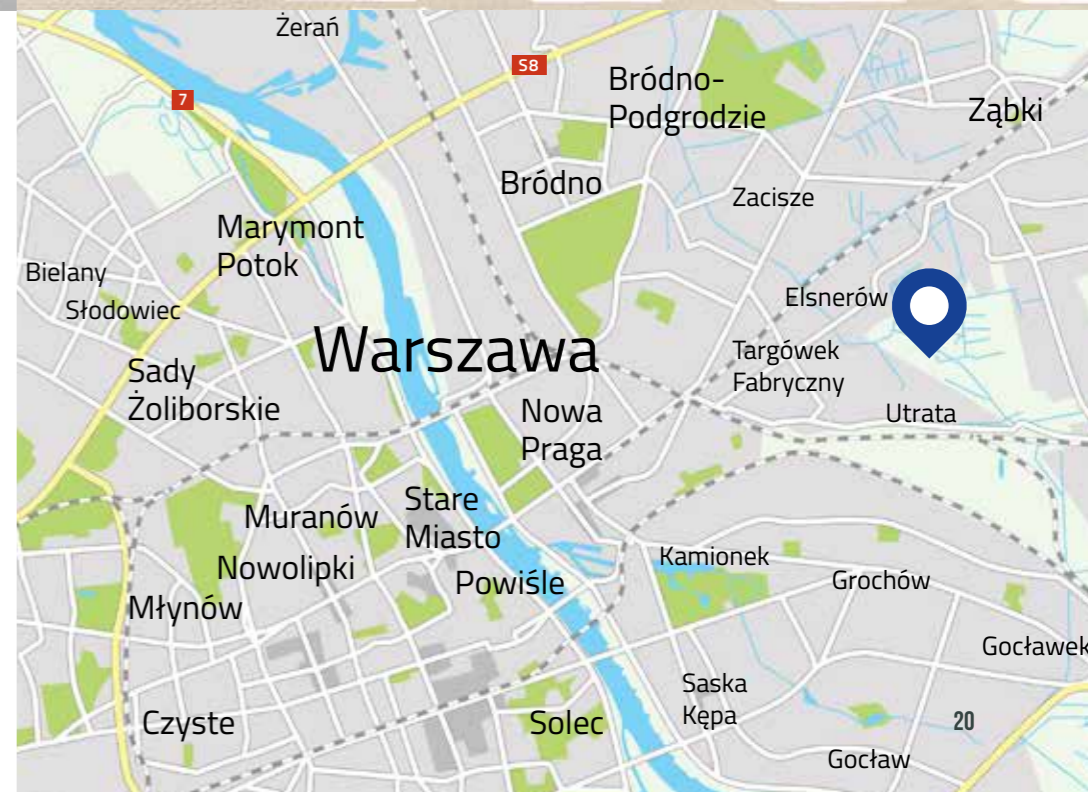 Żerań
S8
Bródno-
Podgrodzie
7
Ząbki
Bródno
Zacisze
Marymont
Potok
Bielany
Słodowiec
Elsnerów
Warszawa
Targówek
Fabryczny
Sady
Żoliborskie
Nowa
Praga
Utrata
Stare
Miasto
Muranów
Nowolipki
Powiśle
Kamionek
Grochów
Młynów
Gocławek
Saska
Kępa
Czyste
Solec
20
Gocław